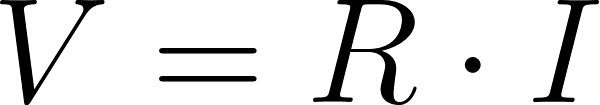 V = R · I